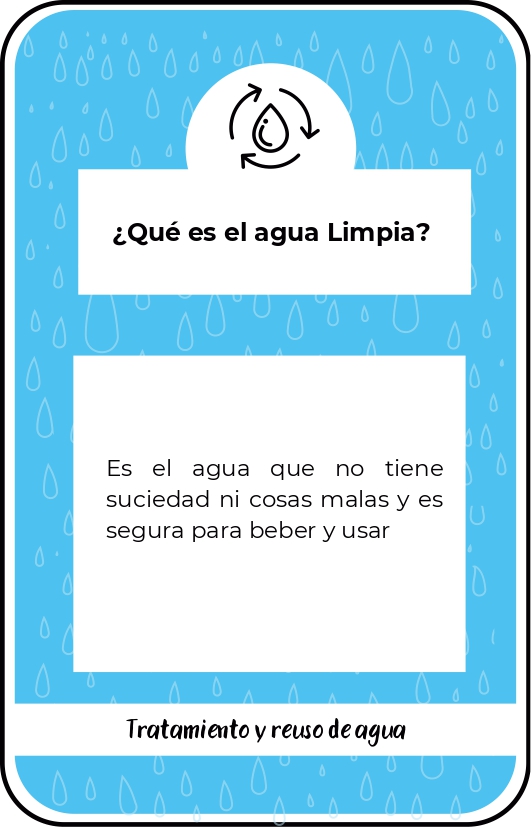 ¿Qué es el agua Limpia?
Es el agua que no tiene
suciedad ni cosas malas y es
segura para beber y usar
Tratamiento y reuso de agua